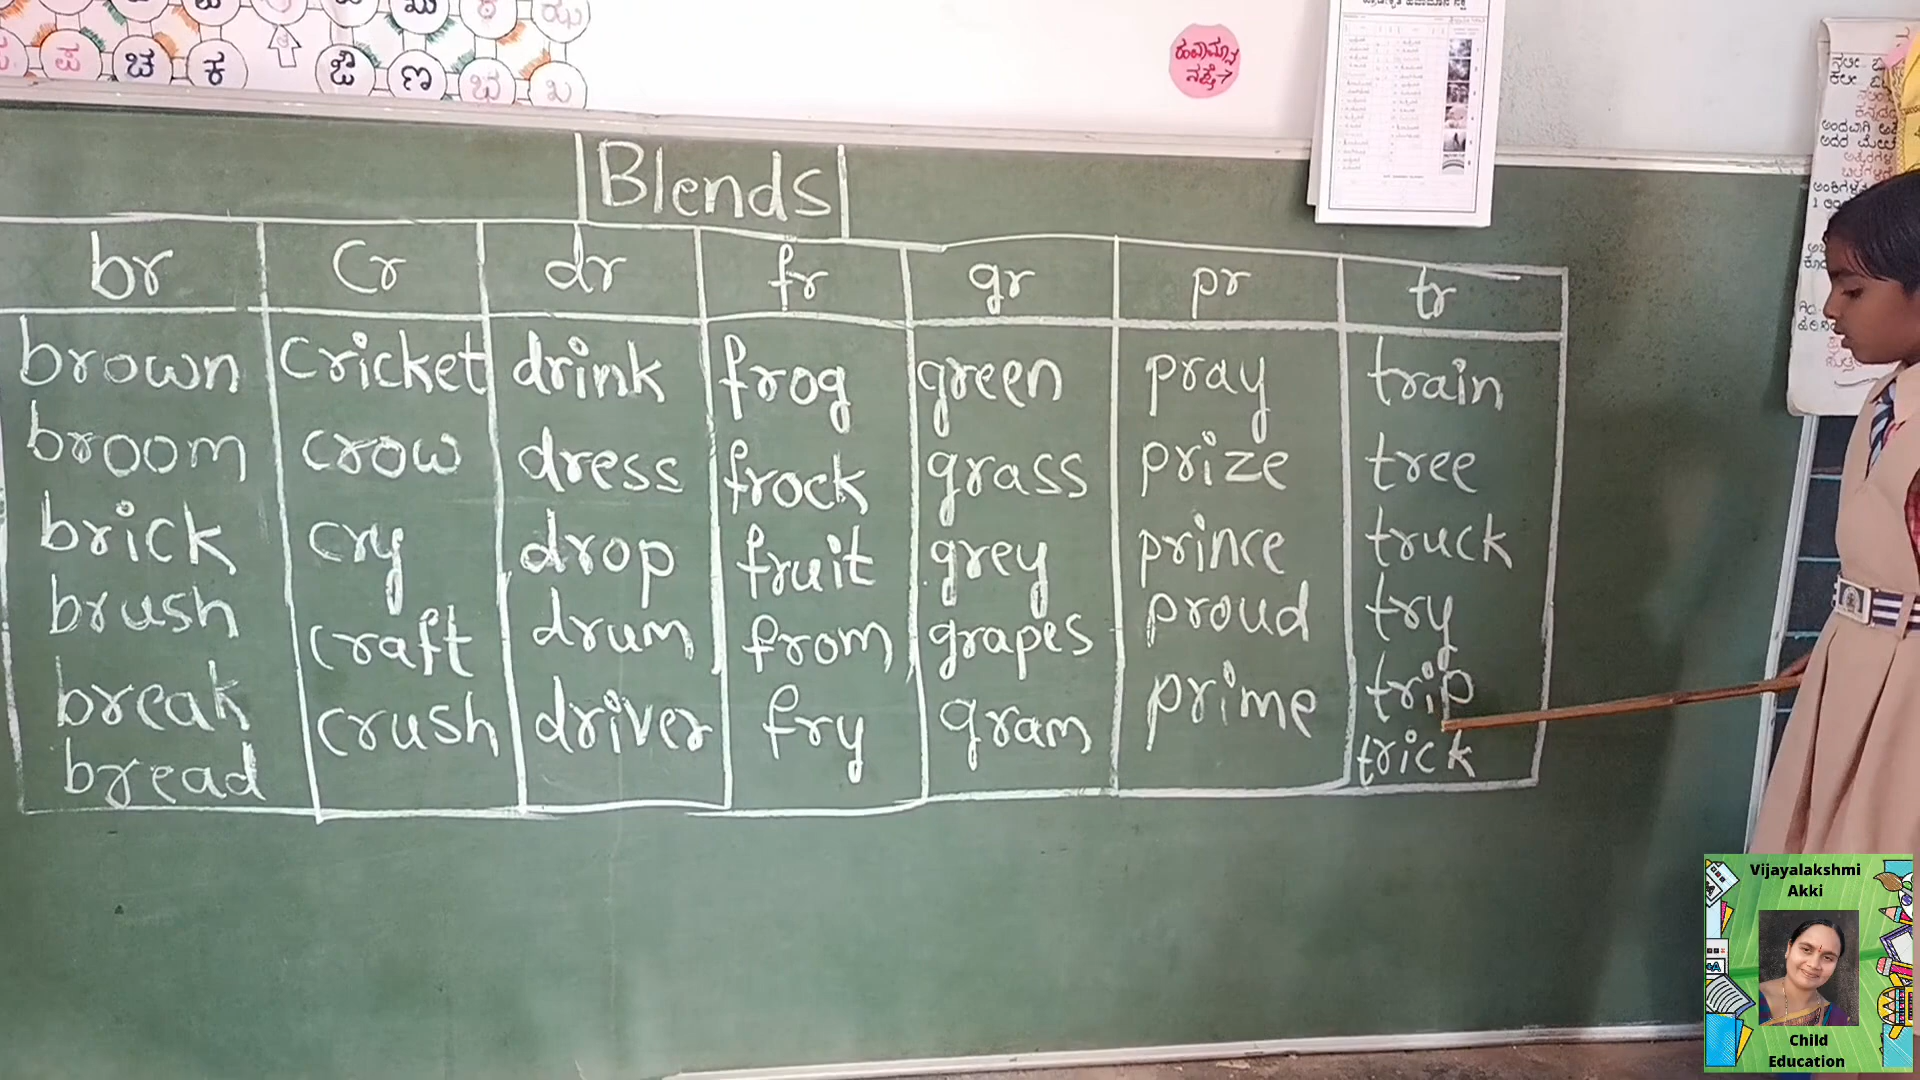 ಪ ಚ ಕ ಔ ಣ ಭ ಖ
ನಕ್ಷೆ →
Blends
br cr dr fr gr pr tr
brown cricket drink frog green pray train
broom crow dress frock grass prize tree
brick cry drop fruit grey prince truck
brush craft drum from grapes proud try
break crush driver fry gram prime trip
bread trick
Vijayalakshmi
Akki
Child
Education